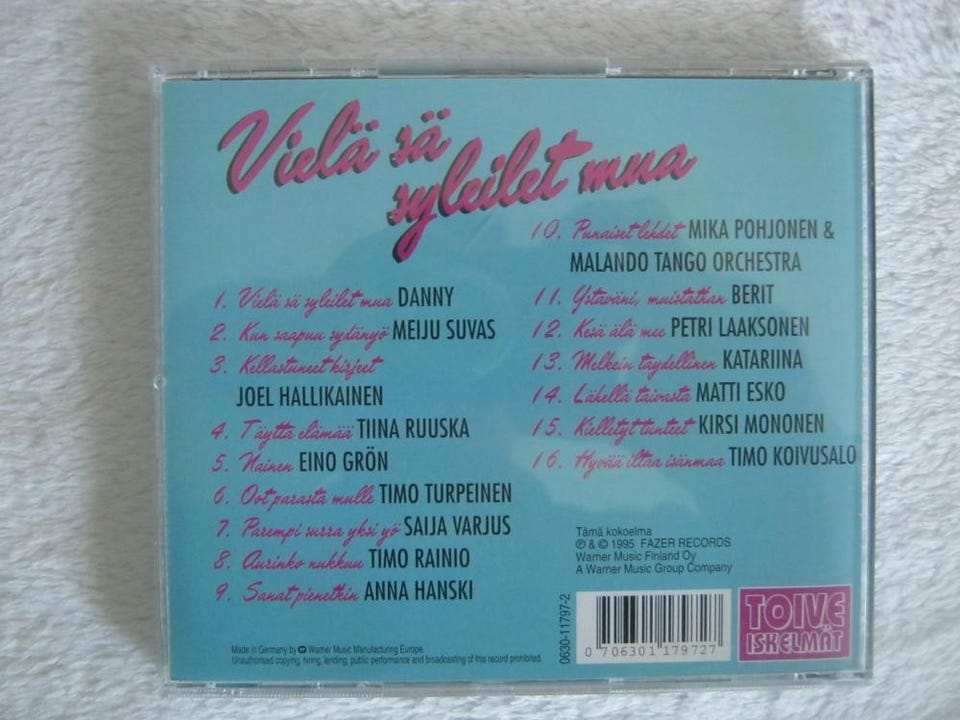 Vielä sä
syleilet mua
1. Vielä sä syleilet mua DANNY
2. Kun saapuu sydänyö MEIJU SUVAS
3. Kellastuneet kirjeet
JOEL HALLIKAINEN
4. Täyttä elämää TIINA RUUSKA
5. Nainen EINO GRÖN
6. Oot parasta mulle TIMO TURPEINEN
7. Parempi surra yksi yö SAIJA VARJUS
8. Aurinko nukkuu TIMO RAINIO
9. Sanat pienetkin ANNA HANSKI
10. Punaiset lehdet MIKA POHJONEN &
MALANDO TANGO ORCHESTRA
11. Ystäväni, muistathan BERIT
12. Kesä älä mee PETRI LAAKSONEN
13. Melkein täydellinen KATARIINA
14. Lähellä taivasta MATTI ESKO
15. Kielletyt tunteet KIRSI MONONEN
16. Hyvää iltaa isänmaa TIMO KOIVUSALO
Tämä kokoelma
℗ & © 1995 FAZER RECORDS
Warner Music Finland Oy
A Warner Music Group Company
Made in Germany by Warner Music Manufacturing Europe.
Unauthorised copying, hiring, lending, public performance and broadcasting of this record prohibited.
0630-11797-2
0 706301 179727
TOIVE
ISKELMÄT